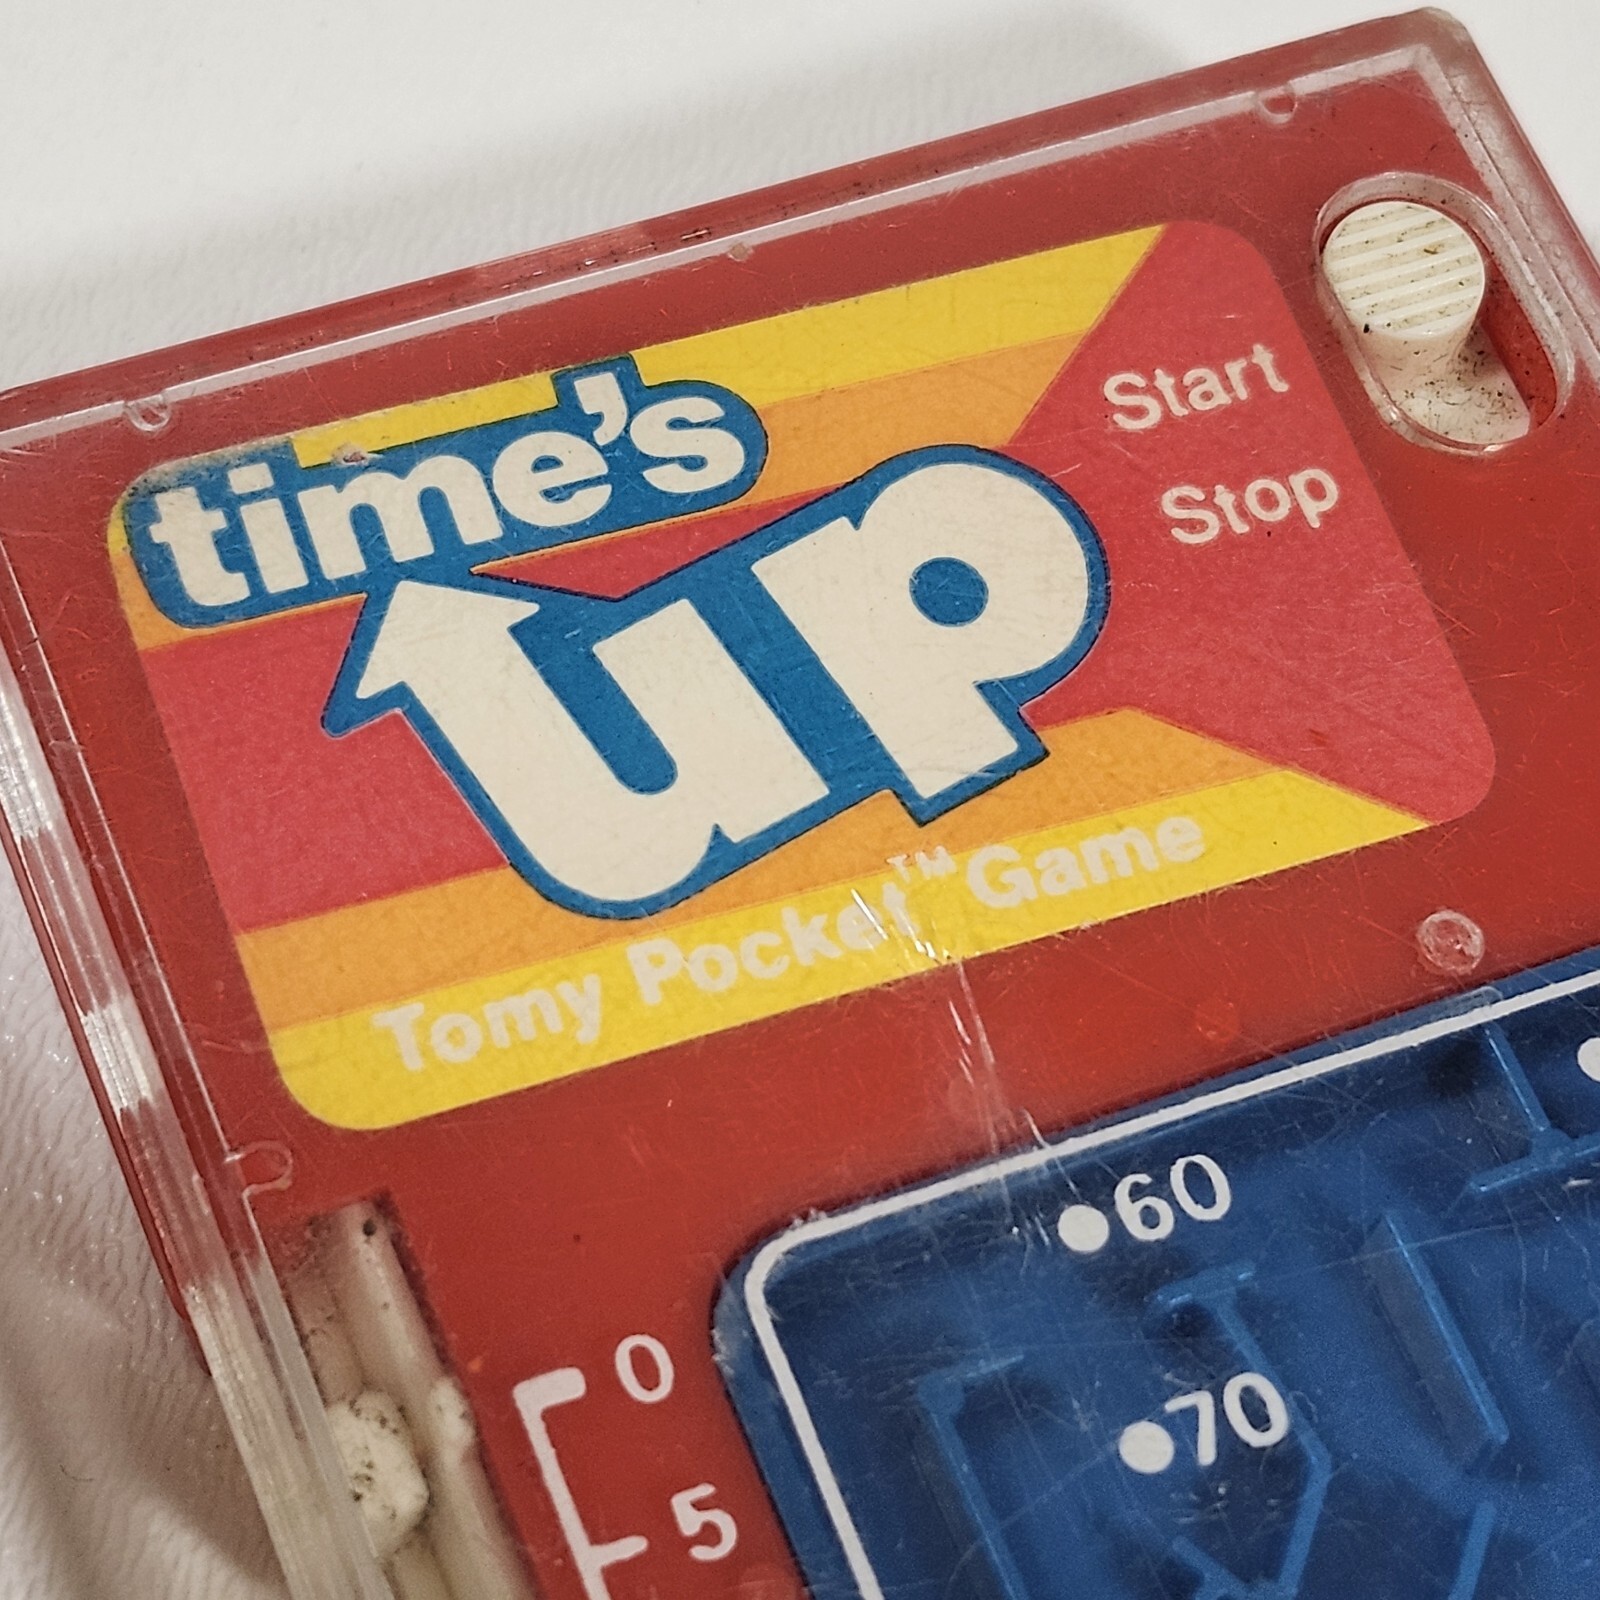 time's
up
Start
Stop
Tomy Pocket™ Game
60
70
0
5